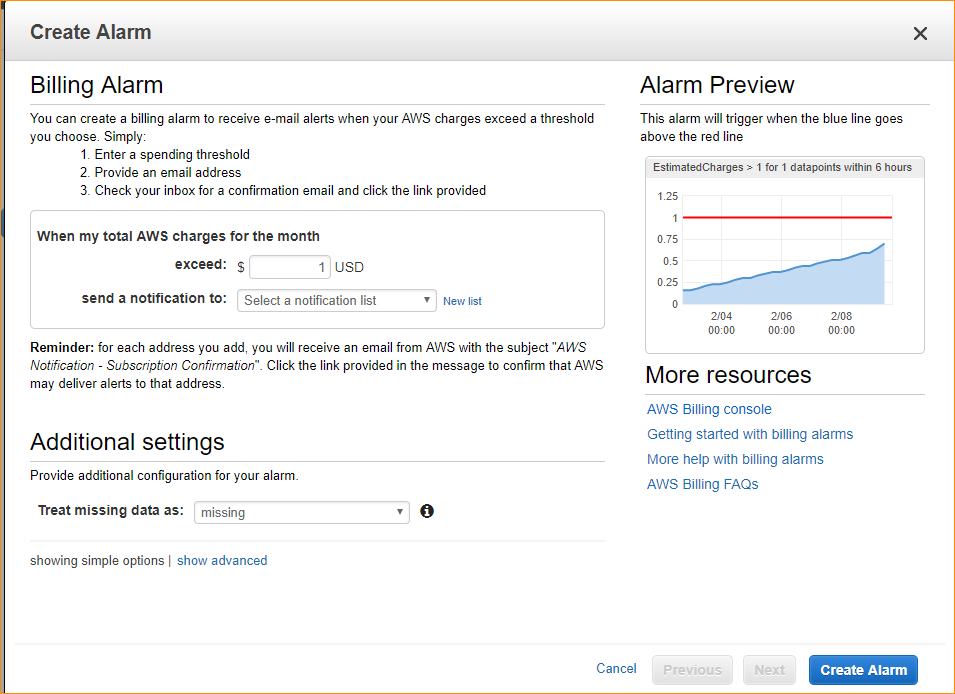 Create Alarm
Billing Alarm
You can create a billing alarm to receive e-mail alerts when your AWS charges exceed a threshold
you choose. Simply:
1. Enter a spending threshold
2. Provide an email address
3. Check your inbox for a confirmation email and click the link provided
When my total AWS charges for the month
exceed: $ 1 USD
send a notification to: Select a notification list New list
Reminder: for each address you add, you will receive an email from AWS with the subject "AWS
Notification - Subscription Confirmation". Click the link provided in the message to confirm that AWS
may deliver alerts to that address.
Additional settings
Provide additional configuration for your alarm.
Treat missing data as: missing
showing simple options | show advanced
Alarm Preview
This alarm will trigger when the blue line goes
above the red line
EstimatedCharges > 1 for 1 datapoints within 6 hours
1.25
1
0.75
0.5
0.25
0
2/04 2/06 2/08
00:00 00:00 00:00
More resources
AWS Billing console
Getting started with billing alarms
More help with billing alarms
AWS Billing FAQs
Cancel Previous Next Create Alarm